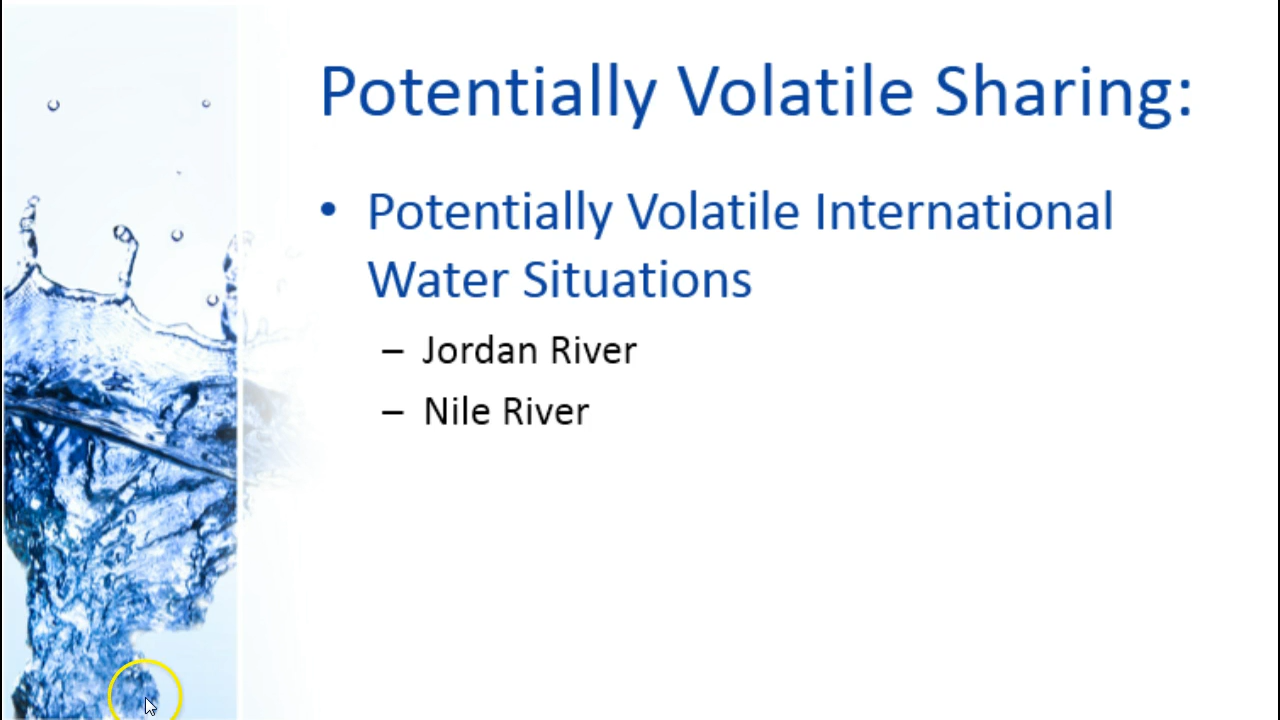 Potentially Volatile Sharing:
• Potentially Volatile International
Water Situations
– Jordan River
– Nile River